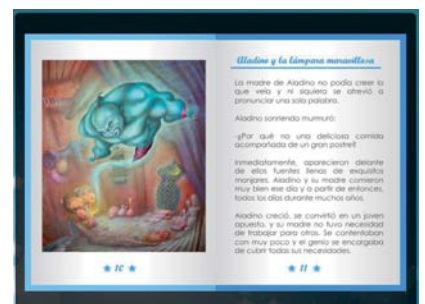 Aladino y la lámpara maravillosa
La madre de Aladino no podía creer lo
que veía y ni siquiera se atrevió a
pronunciar una sola palabra.
Aladino sonriendo murmuró:
-¿Por qué no una deliciosa comida
acompañada de un gran postre?
Inmediatamente, aparecieron delante
de ellos fuentes llenas de exquisitos
manjares. Aladino y su madre comieron
muy bien ese día y a partir de entonces,
todos los días durante muchos años.
Aladino creció, se convirtió en un joven
apuesto, y su madre no tuvo necesidad
de trabajar para otros. Se contentaban
con muy poco y el genio se encargaba
de cubrir todas sus necesidades.
★ 10 ★
★ 11 ★